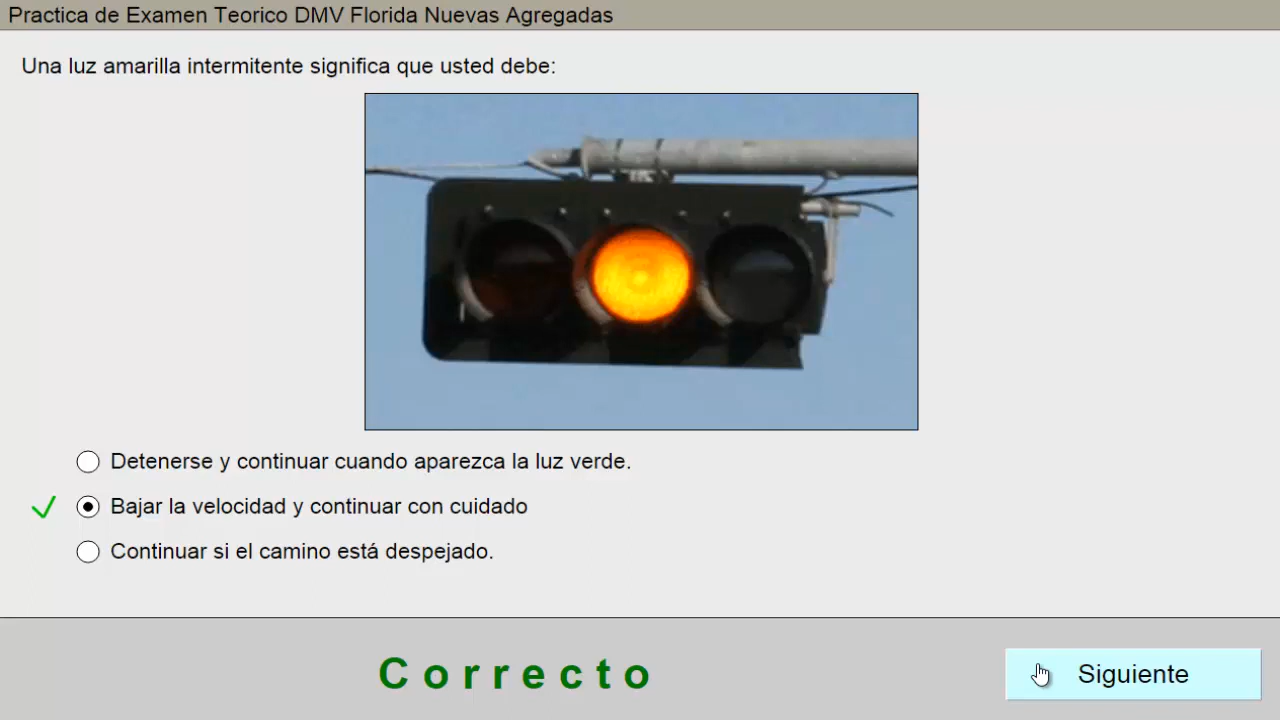 Practica de Examen Teorico DMV Florida Nuevas Agregadas
Una luz amarilla intermitente significa que usted debe:
Detenerse y continuar cuando aparezca la luz verde.
Bajar la velocidad y continuar con cuidado
Continuar si el camino está despejado.
Correcto
Siguiente